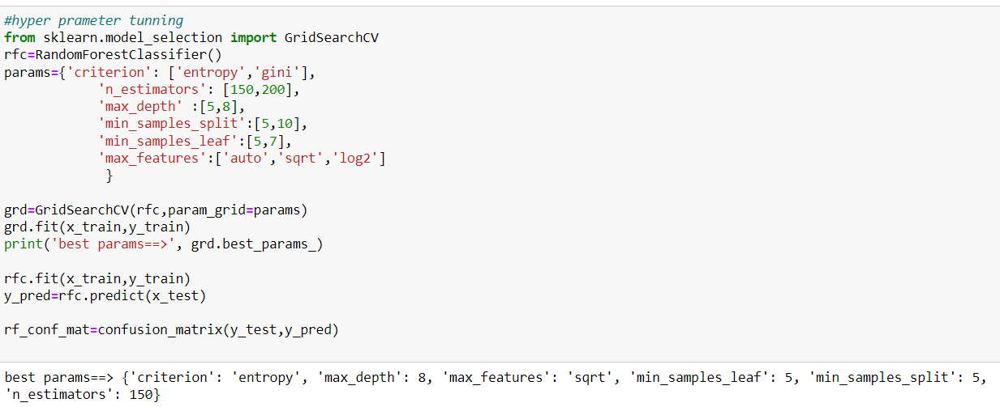 #hyper prameter tunning
from sklearn.model_selection import GridSearchCV
rfc=RandomForestClassifier()
params={'criterion': ['entropy','gini'],
            'n_estimators': [150,200],
            'max_depth' :[5,8],
            'min_samples_split':[5,10],
            'min_samples_leaf':[5,7],
            'max_features':['auto','sqrt','log2']
             }

grd=GridSearchCV(rfc,param_grid=params)
grd.fit(x_train,y_train)
print('best params==>', grd.best_params_)

rfc.fit(x_train,y_train)
y_pred=rfc.predict(x_test)

rf_conf_mat=confusion_matrix(y_test,y_pred)

best params==> {'criterion': 'entropy', 'max_depth': 8, 'max_features': 'sqrt', 'min_samples_leaf': 5, 'min_samples_split': 5,
'n_estimators': 150}